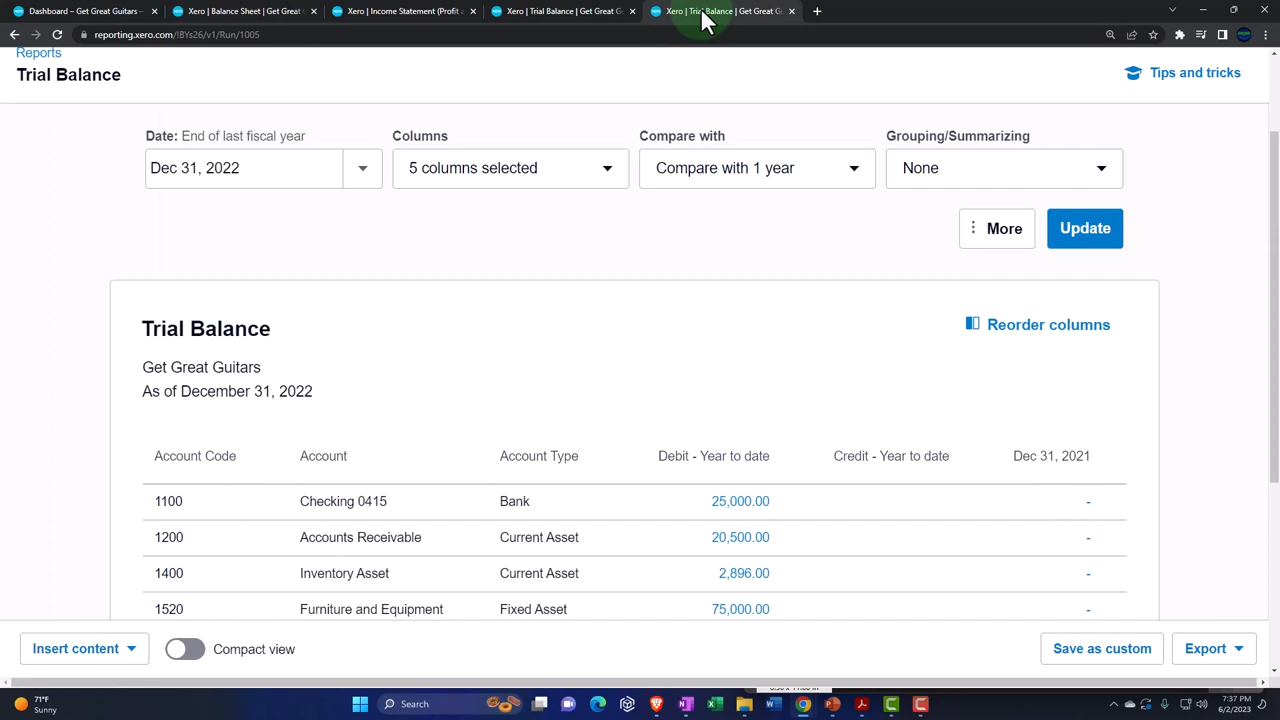 Xero | Dashboard – Get Great Guitars –
Xero | Balance Sheet | Get Great
Xero | Income Statement (Profit a
Xero | Trial Balance | Get Great G
Xero | Trial Balance | Get Great G
reporting.xero.com/!BYs26/v1/Run/1005
Reports
Trial Balance
Tips and tricks
Date: End of last fiscal year
Columns
Compare with
Grouping/Summarizing
Dec 31, 2022
5 columns selected
Compare with 1 year
None
More
Update
Trial Balance
Reorder columns
Get Great Guitars
As of December 31, 2022
Account Code Account Account Type Debit - Year to date Credit - Year to date Dec 31, 2021
1100 Checking 0415 Bank 25,000.00 -
1200 Accounts Receivable Current Asset 20,500.00 -
1400 Inventory Asset Current Asset 2,896.00 -
1520 Furniture and Equipment Fixed Asset 75,000.00 -
Insert content
Compact view
Save as custom
Export
71°F
Sunny
Search
7:37 PM
6/2/2023